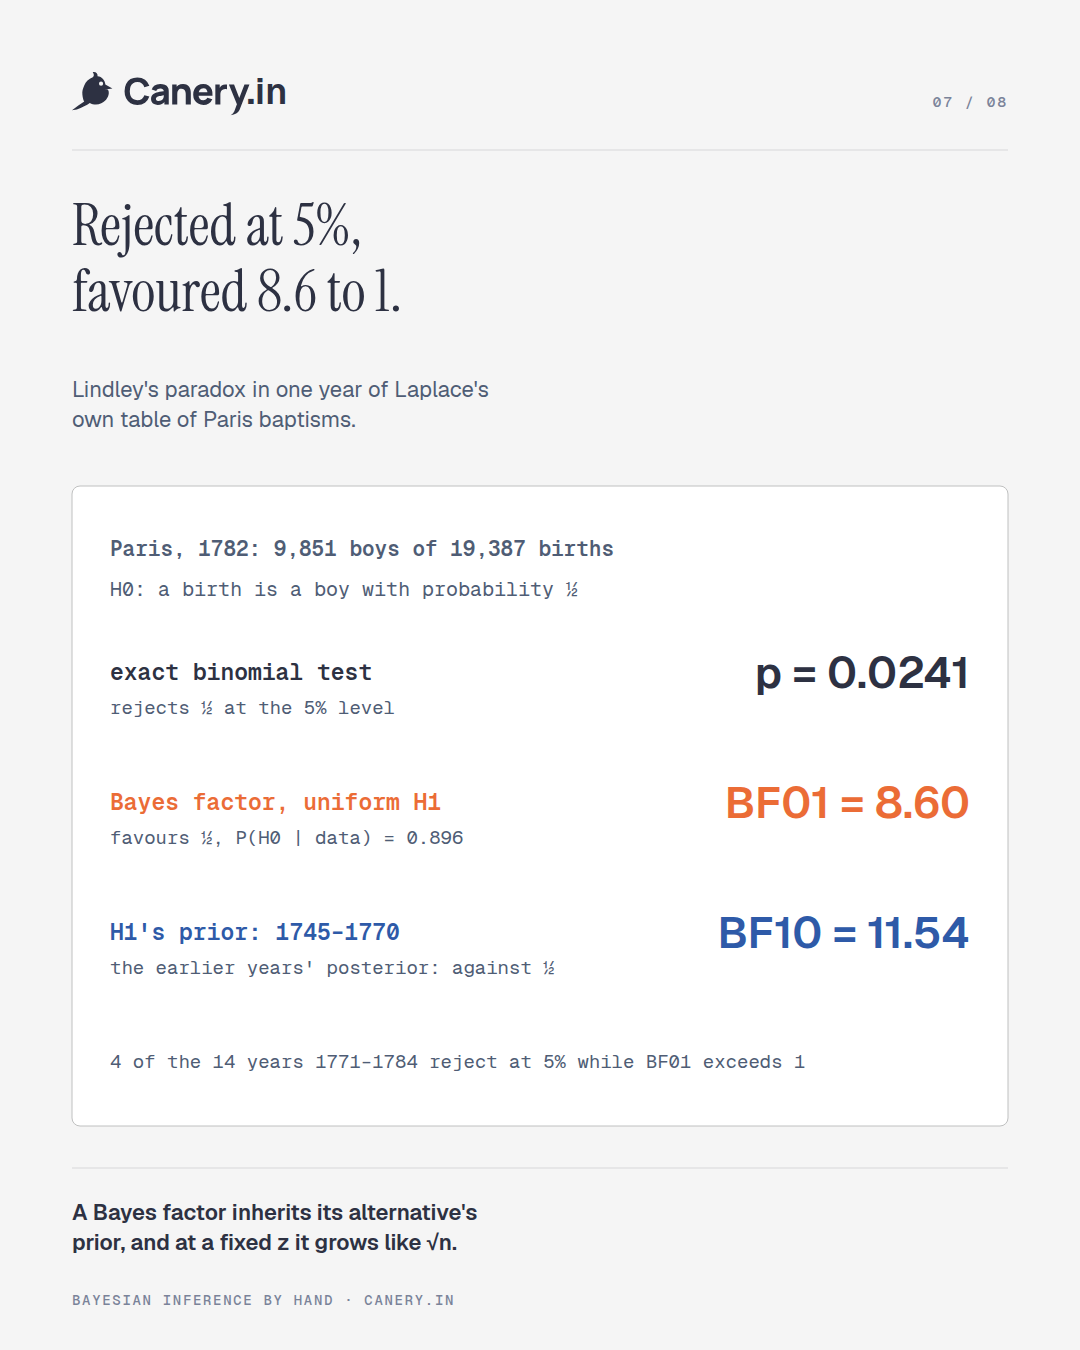 Canery.in
07 / 08
Rejected at 5%,
favoured 8.6 to 1.
Lindley's paradox in one year of Laplace's
own table of Paris baptisms.
Paris, 1782: 9,851 boys of 19,387 births
H0: a birth is a boy with probability ½
exact binomial test
p = 0.0241
rejects ½ at the 5% level
Bayes factor, uniform H1
BF01 = 8.60
favours ½, P(H0 | data) = 0.896
H1's prior: 1745–1770
BF10 = 11.54
the earlier years' posterior: against ½
4 of the 14 years 1771–1784 reject at 5% while BF01 exceeds 1
A Bayes factor inherits its alternative's
prior, and at a fixed z it grows like √n.
BAYESIAN INFERENCE BY HAND · CANERY.IN